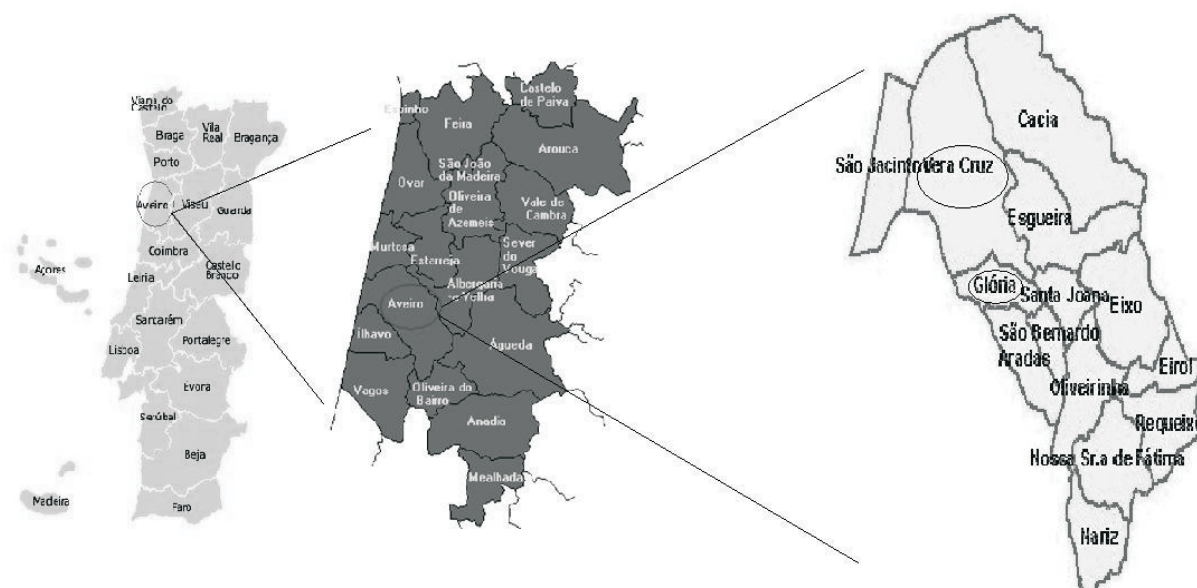 Viana do
Castelo
Braga
Vila
Real
Bragança
Porto
Aveiro
Viseu
Guarda
Coimbra
Castelo
Branco
Leiria
Santarém
Lisboa
Portalegre
Évora
Setúbal
Beja
Faro
Açores
Madeira
Espinho
Castelo
de Paiva
Feira
Arouca
São João
da Madeira
Ovar
Oliveira
de
Azemeis
Vale de
Cambra
Murtosa
Estarreja
Sever
do
Vouga
Albergaria
a Velha
Aveiro
Ilhavo
Agueda
Vagos
Oliveira do
Bairro
Anadia
Mealhada
Cacia
São Jacinto
Vera Cruz
Esgueira
Glória
Santa Joana
Eixo
São Bernardo
Aradas
Eirol
Oliveirinha
Requeixo
Nossa Sr.a de Fátima
Nariz